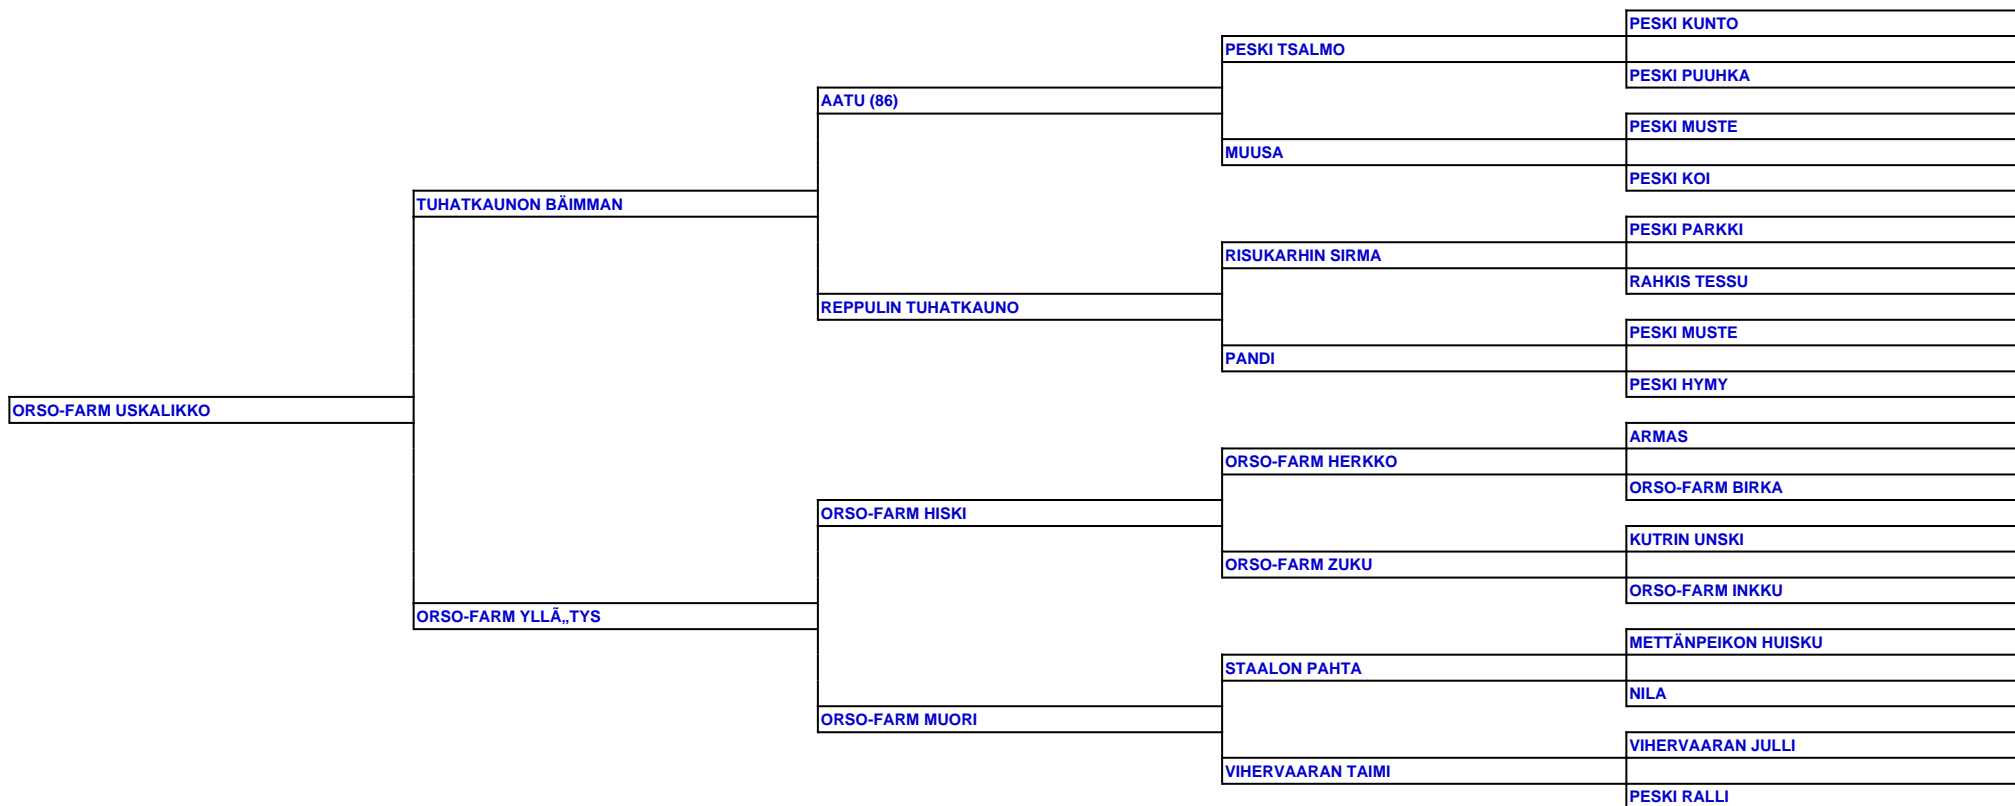 PESKI KUNTO
PESKI TSALMO
PESKI PUUHKA
AATU (86)
PESKI MUSTE
MUUSA
PESKI KOI
TUHATKAUNON BÄIMMAN
PESKI PARKKI
RISUKARHIN SIRMA
RAHKIS TESSU
REPPULIN TUHATKAUNO
PESKI MUSTE
PANDI
PESKI HYMY
ORSO-FARM USKALIKKO
ARMAS
ORSO-FARM HERKKO
ORSO-FARM BIRKA
ORSO-FARM HISKI
KUTRIN UNSKI
ORSO-FARM ZUKU
ORSO-FARM INKKU
ORSO-FARM YLLÃ„TYS
METTÄNPEIKON HUISKU
STAALON PAHTA
NILA
ORSO-FARM MUORI
VIHERVAARAN JULLI
VIHERVAARAN TAIMI
PESKI RALLI